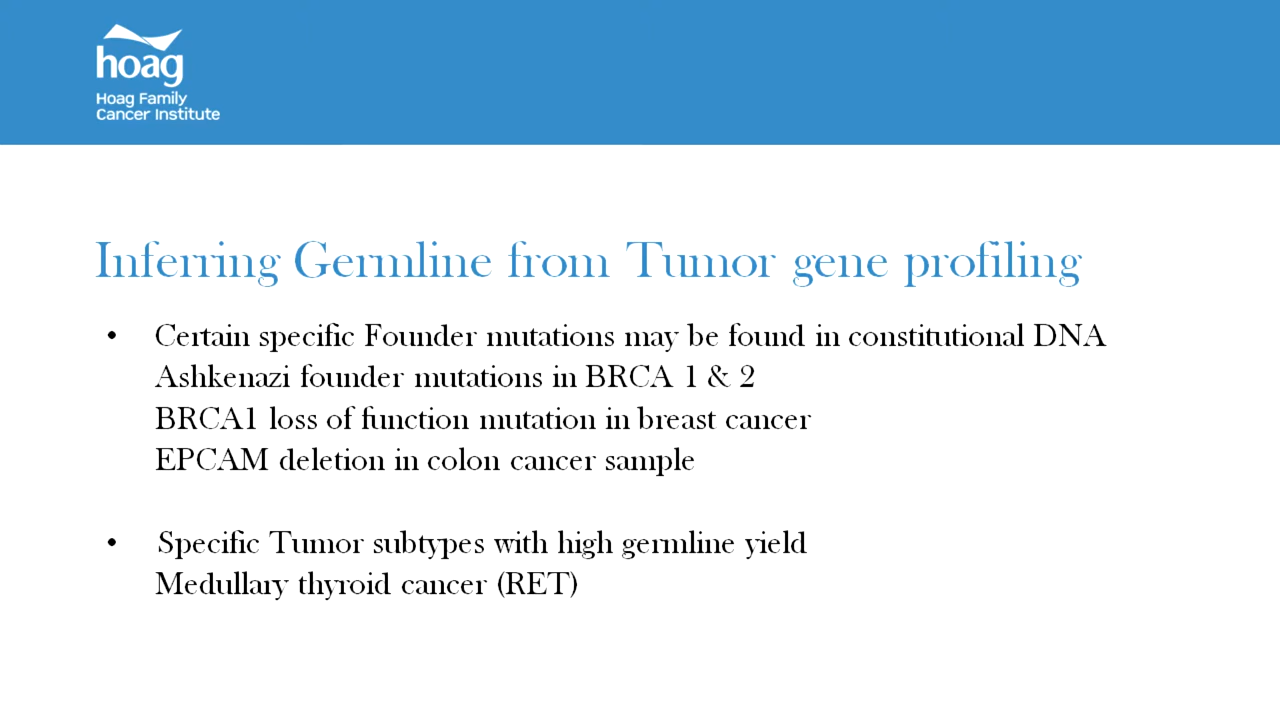 hoag
Hoag Family
Cancer Institute
Inferring Germline from Tumor gene profiling
• Certain specific Founder mutations may be found in constitutional DNA
Ashkenazi founder mutations in BRCA 1 & 2
BRCA1 loss of function mutation in breast cancer
EPCAM deletion in colon cancer sample
• Specific Tumor subtypes with high germline yield
Medullary thyroid cancer (RET)